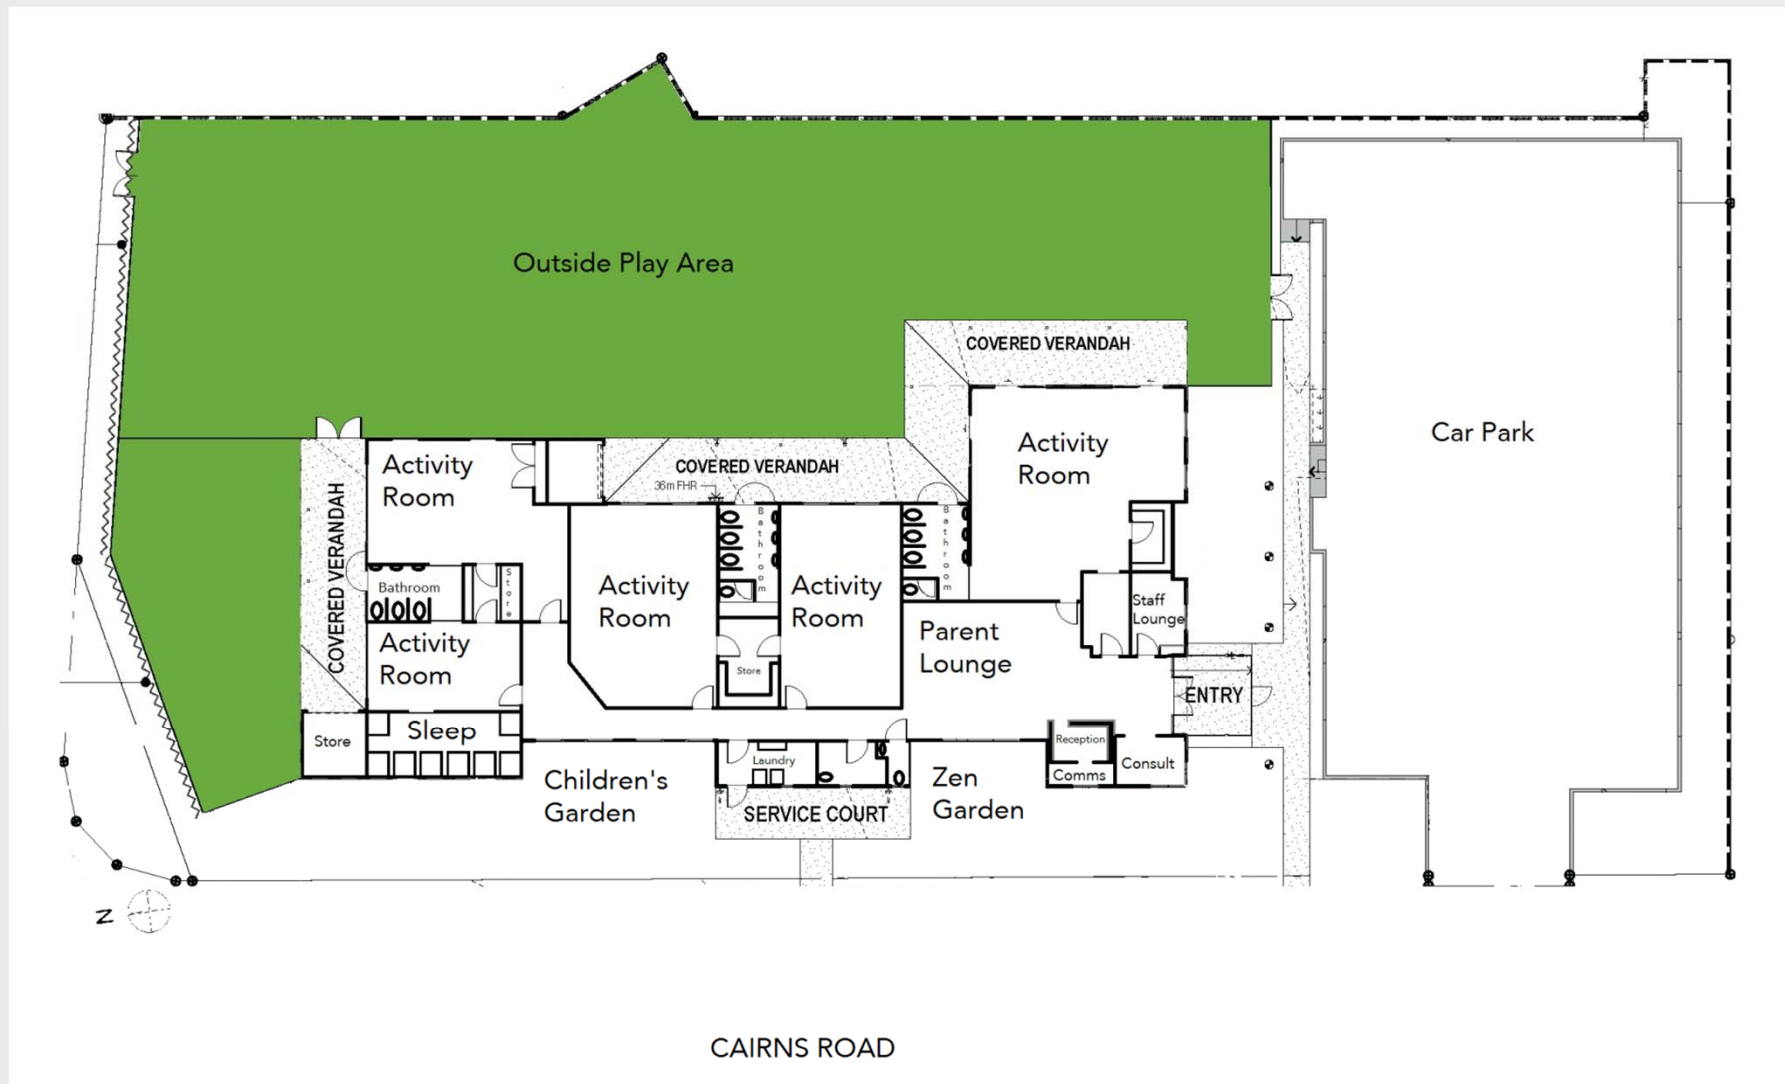 Outside Play Area
COVERED VERANDAH
Car Park
Activity
Room
Activity
Room
COVERED VERANDAH
36m FHR
COVERED VERANDAH
Bathroom
Bathroom
Bathroom
Store
Activity
Room
Activity
Room
Staff
Lounge
Parent
Lounge
Activity
Room
Store
ENTRY
Store
Sleep
Reception
Laundry
Consult
Comms
Children's
Garden
Zen
Garden
SERVICE COURT
N
CAIRNS ROAD